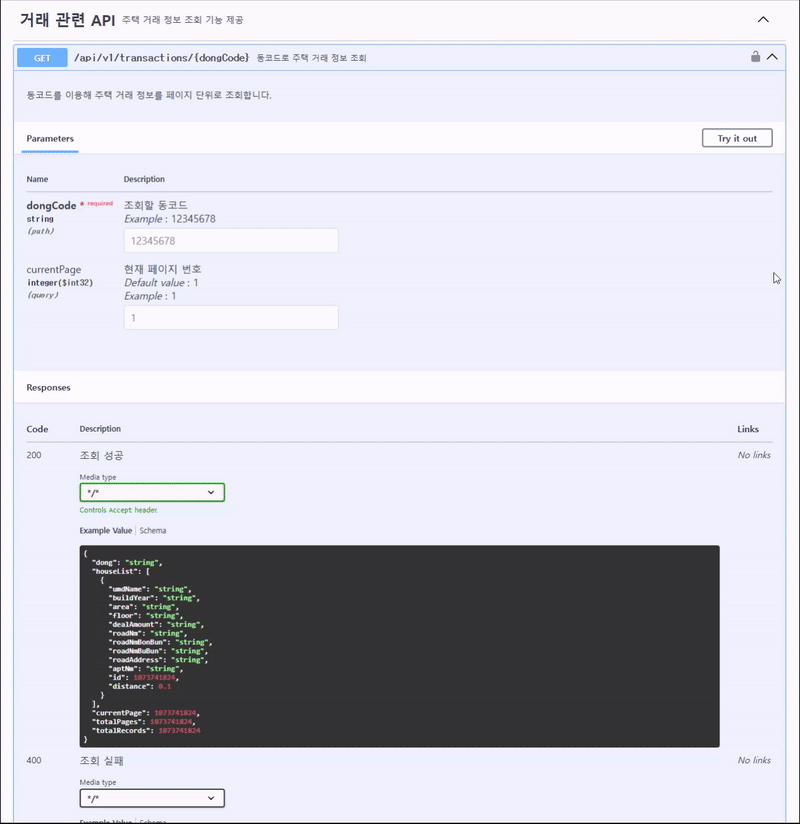 거래 관련 API 주택 거래 정보 조회 기능 제공
GET /api/v1/transactions/{dongCode} 동코드로 주택 거래 정보 조회
동코드를 이용해 주택 거래 정보를 페이지 단위로 조회합니다.
Parameters
Try it out
Name Description
dongCode * required
string
(path)
조회할 동코드
Example : 12345678
12345678
currentPage
integer($int32)
(query)
현재 페이지 번호
Default value : 1
Example : 1
1
Responses
Code Description Links
200 조회 성공 No links
Media type
*/*
Controls Accept header.
Example Value | Schema
{
"dong": "string",
"houseList": [
{
"umdName": "string",
"buildYear": "string",
"area": "string",
"floor": "string",
"dealAmount": "string",
"roadNm": "string",
"roadNmBonBun": "string",
"roadNmBuBun": "string",
"roadAddress": "string",
"aptNm": "string",
"id": 1073741824,
"distance": 0.1
}
],
"currentPage": 1073741824,
"totalPages": 1073741824,
"totalRecords": 1073741824
}
400 조회 실패 No links
Media type
*/*
Example Value | Schema